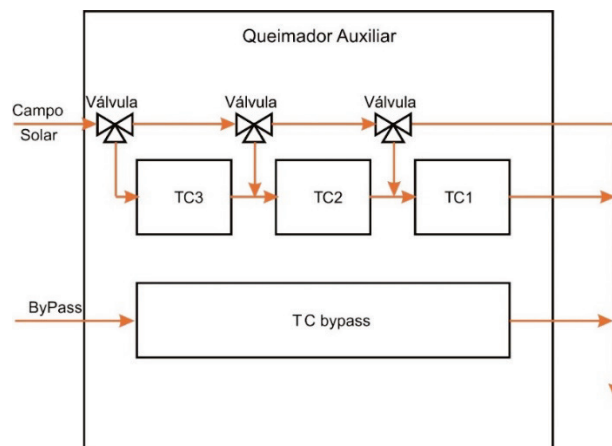 Queimador Auxiliar
Campo
Solar
Válvula
Válvula
Válvula
TC3
TC2
TC1
ByPass
TC bypass